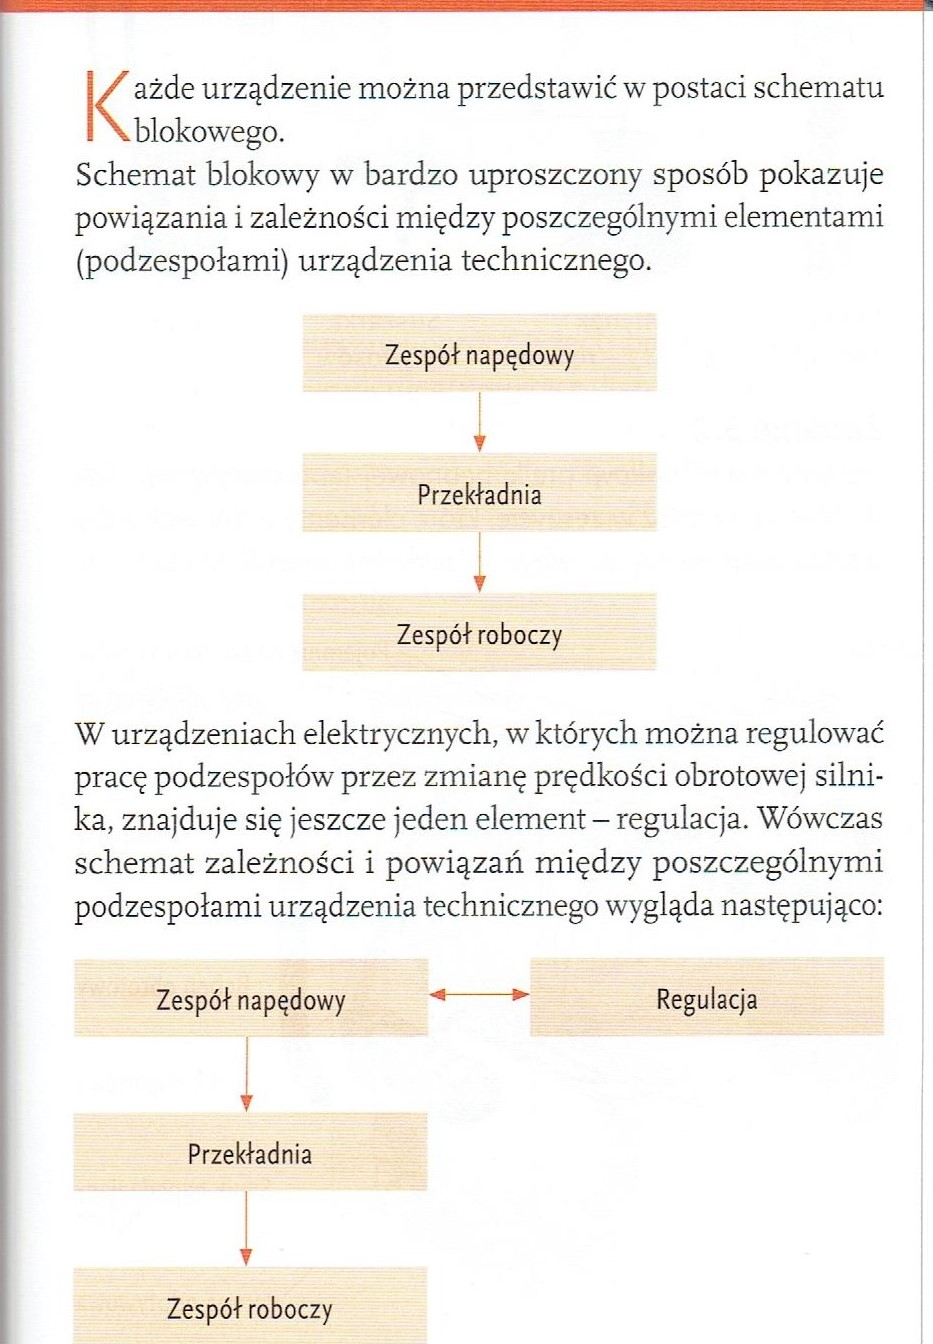 Każde urządzenie można przedstawić w postaci schematu
blokowego.
Schemat blokowy w bardzo uproszczony sposób pokazuje
powiązania i zależności między poszczególnymi elementami
(podzespołami) urządzenia technicznego.
Zespół napędowy
Przekładnia
Zespół roboczy
W urządzeniach elektrycznych, w których można regulować
pracę podzespołów przez zmianę prędkości obrotowej silni-
ka, znajduje się jeszcze jeden element – regulacja. Wówczas
schemat zależności i powiązań między poszczególnymi
podzespołami urządzenia technicznego wygląda następująco:
Zespół napędowy
Regulacja
Przekładnia
Zespół roboczy